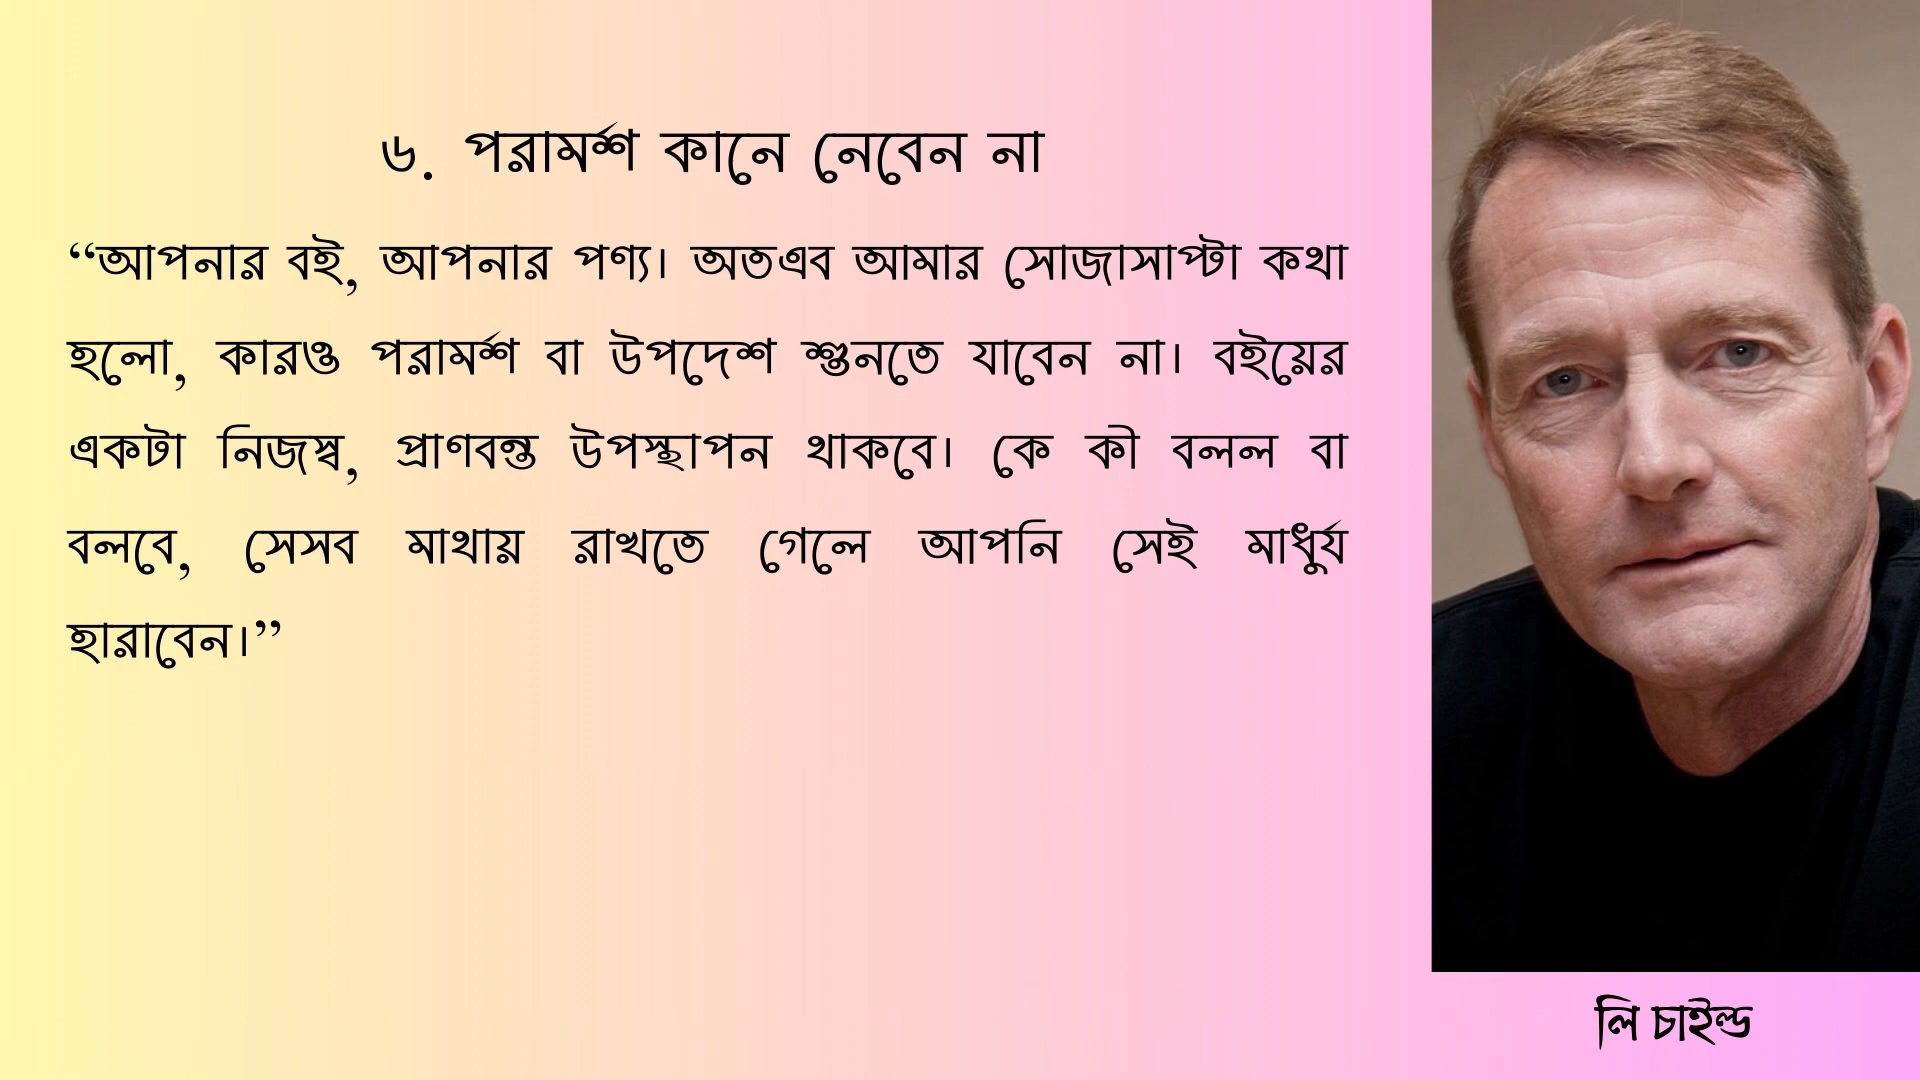 ৬. পরামর্শ কানে নেবেন না
“আপনার বই, আপনার পণ্য। অতএব আমার সোজাসাপ্টা কথা
হলো, কারও পরামর্শ বা উপদেশ শুনতে যাবেন না। বইয়ের
একটা নিজস্ব, প্রাণবন্ত উপস্থাপন থাকবে। কে কী বলল বা
বলবে, সেসব মাথায় রাখতে গেলে আপনি সেই মাধুর্য
হারাবেন।”
লি চাইল্ড